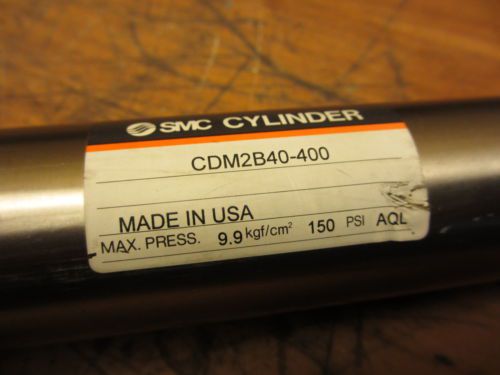 SMC CYLINDER
CDM2B40-400
MADE IN USA
MAX. PRESS. 9.9 kgf/cm² 150 PSI AQL